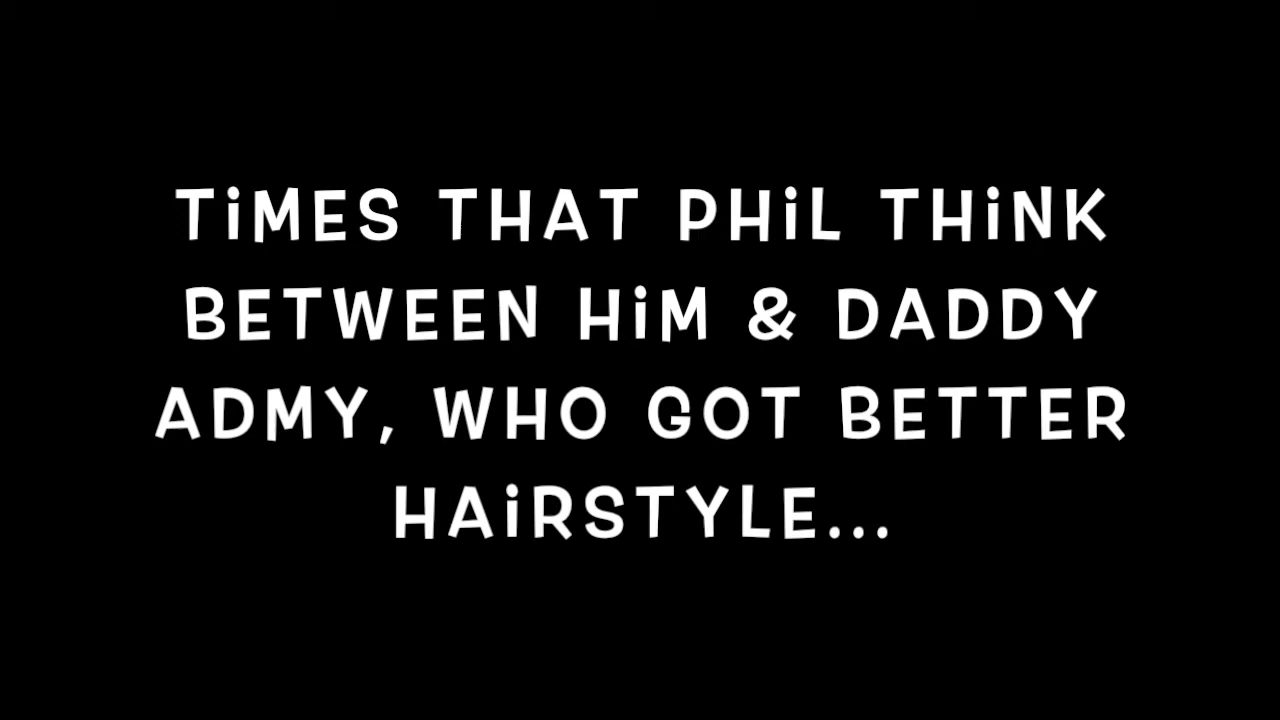 TiMES THAT PHiL THiNK
BETWEEN HiM & DADDY
ADMY, WHO GOT BETTER
HAiRSTYLE...